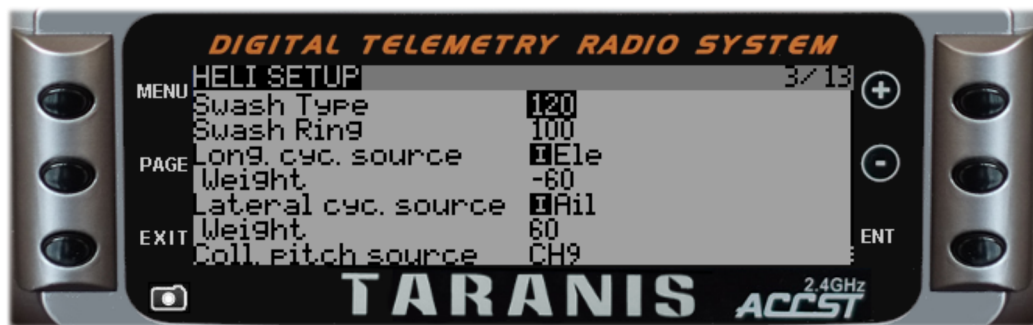 DIGITAL TELEMETRY RADIO SYSTEM
HELI SETUP 3/13
MENU
Swash Type 120
Swash Ring 100
PAGE
Long. cyc. source I Ele
Weight -60
Lateral cyc. source I Ail
EXIT
Weight 60
ENT
Coll. pitch source CH9
TARANIS
2.4GHz
ACCST